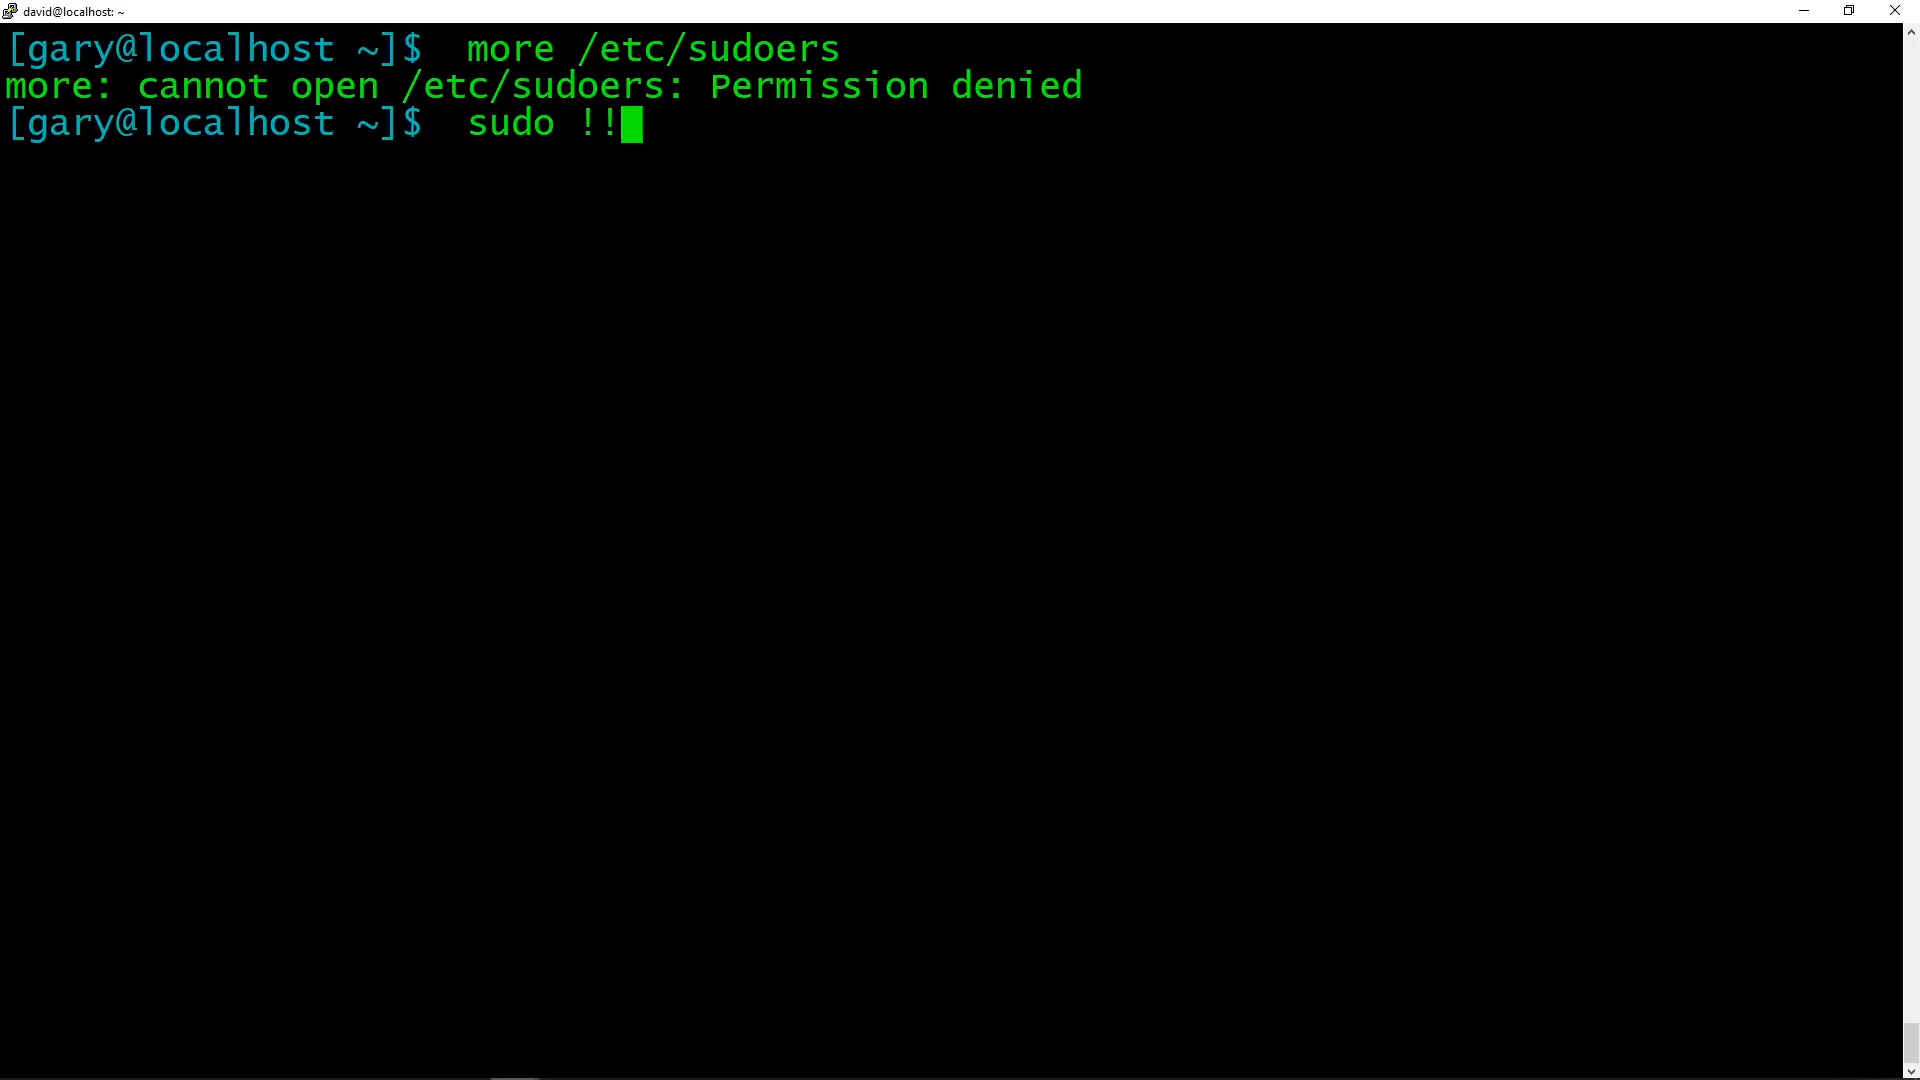 david@localhost: ~
[gary@localhost ~]$  more /etc/sudoers
more: cannot open /etc/sudoers: Permission denied
[gary@localhost ~]$  sudo !!